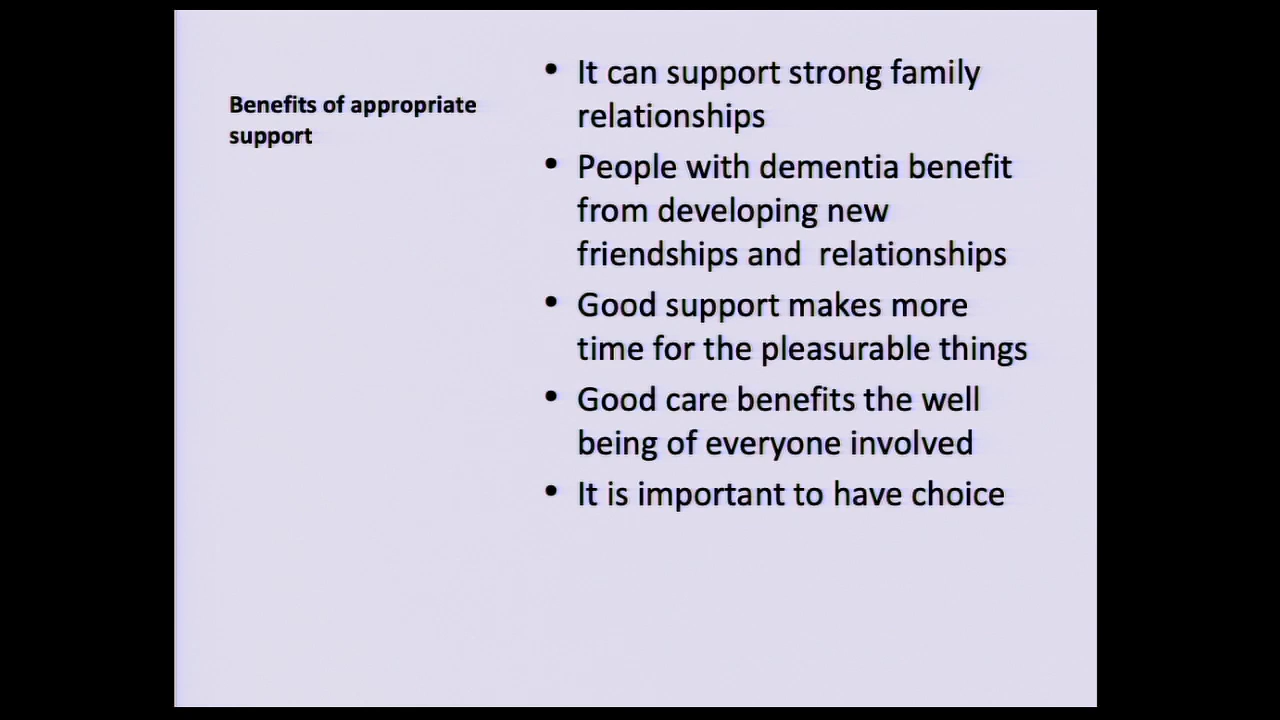 Benefits of appropriate
support
• It can support strong family
relationships
• People with dementia benefit
from developing new
friendships and  relationships
• Good support makes more
time for the pleasurable things
• Good care benefits the well
being of everyone involved
• It is important to have choice